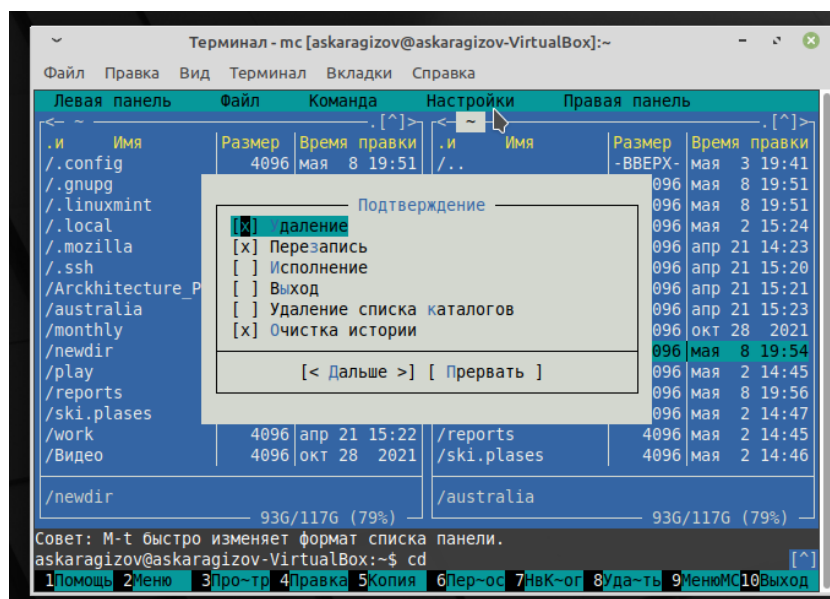 Терминал - mc [askaragizov@askaragizov-VirtualBox]:~
Файл Правка Вид Терминал Вкладки Справка
Левая панель Файл Команда Настройки Правая панель
<- ~ .[^]> <- ~ .[^]>
.и Имя Размер Время правки .и Имя Размер Время правки
/.config 4096 мая 8 19:51 /.. -ВВЕРХ- мая 3 19:41
/.gnupg 096 мая 8 19:51
/.linuxmint 096 мая 8 19:51
Подтверждение
/.local [x] Удаление 096 мая 2 15:24
/.mozilla [x] Перезапись 096 апр 21 14:23
/.ssh [ ] Исполнение 096 апр 21 15:20
/Arckhitecture_P [ ] Выход 096 апр 21 15:21
/australia [ ] Удаление списка каталогов 096 апр 21 15:23
/monthly [x] Очистка истории 096 окт 28 2021
/newdir 096 мая 8 19:54
/play [< Дальше >] [ Прервать ] 096 мая 2 14:45
/reports 096 мая 8 19:56
/ski.plases 096 мая 2 14:47
/work 4096 апр 21 15:22 /reports 4096 мая 2 14:45
/Видео 4096 окт 28 2021 /ski.plases 4096 мая 2 14:46
/newdir /australia
93G/117G (79%) 93G/117G (79%)
Совет: M-t быстро изменяет формат списка панели.
askaragizov@askaragizov-VirtualBox:~$ cd [^]
1Помощь 2Меню 3Про~тр 4Правка 5Копия 6Пер~ос 7НвК~ог 8Уда~ть 9МенюMC 10Выход